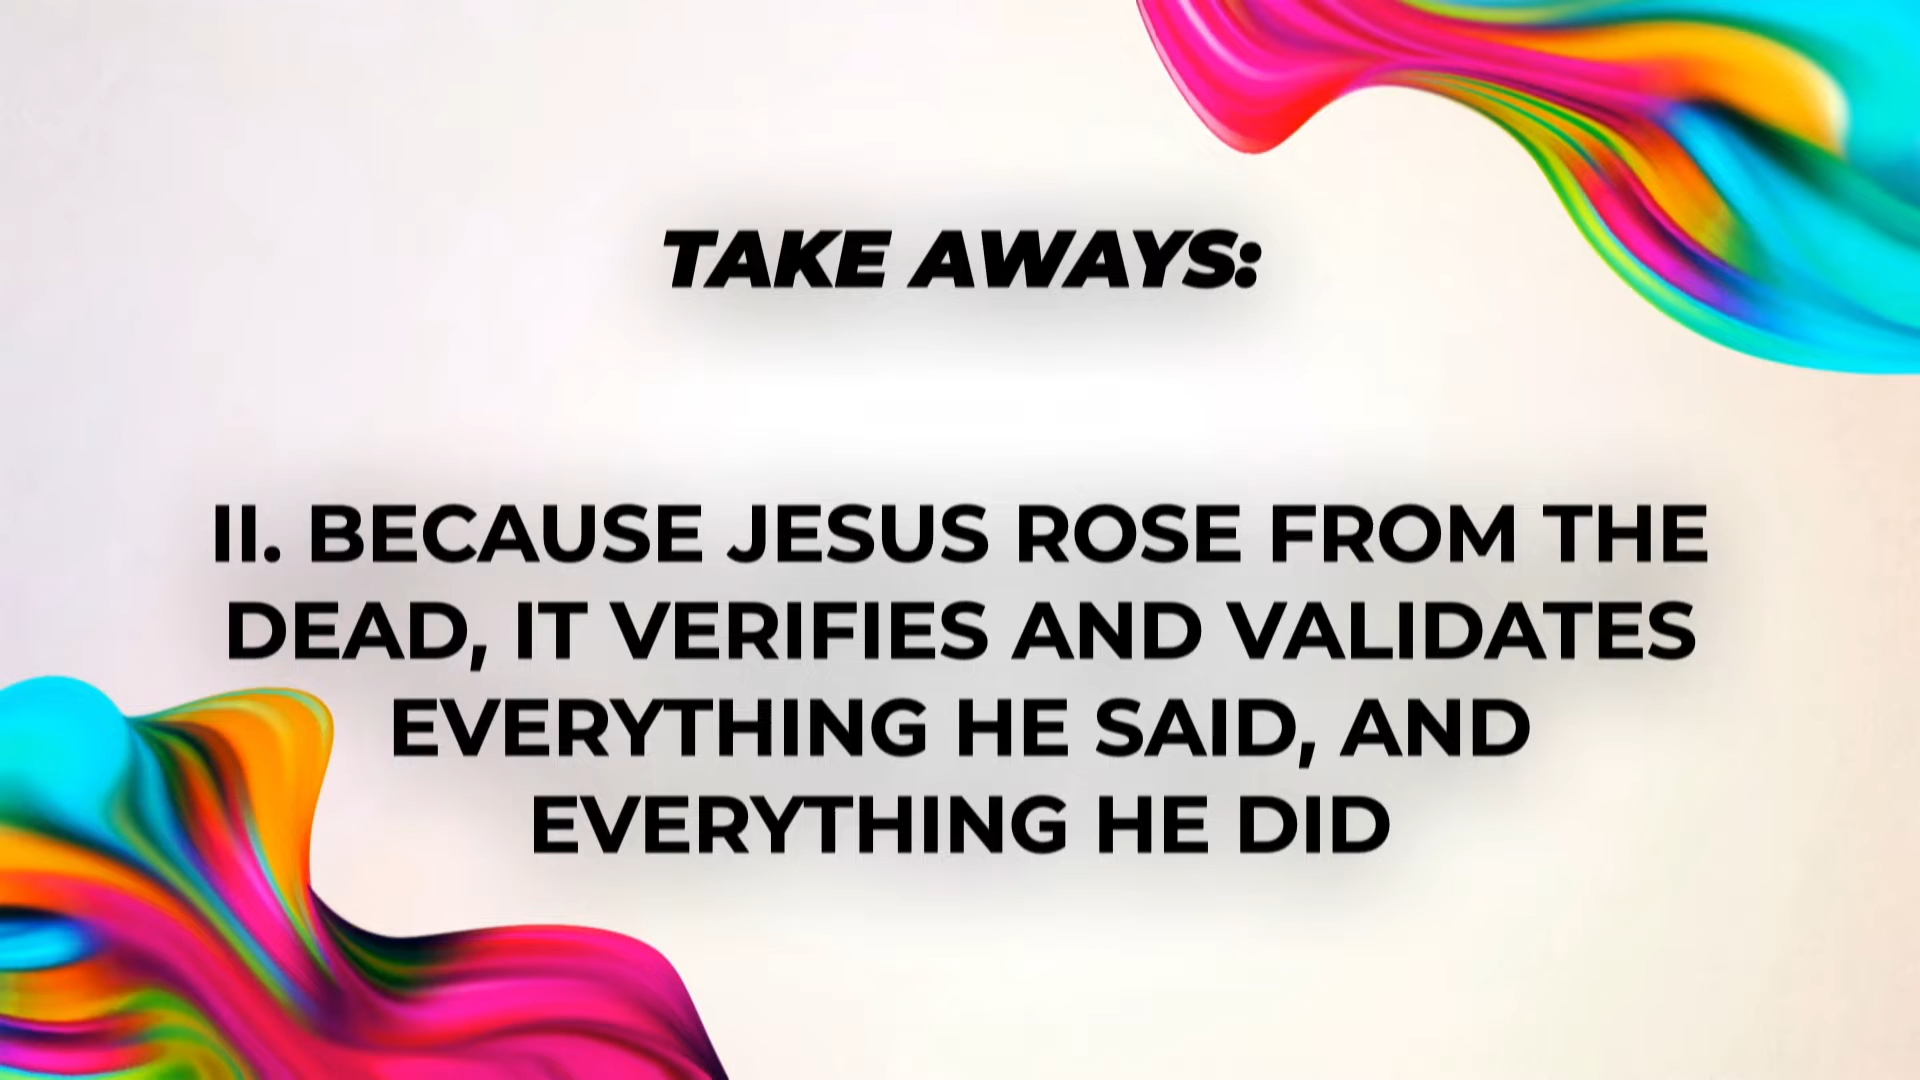 TAKE AWAYS:
II. BECAUSE JESUS ROSE FROM THE
DEAD, IT VERIFIES AND VALIDATES
EVERYTHING HE SAID, AND
EVERYTHING HE DID